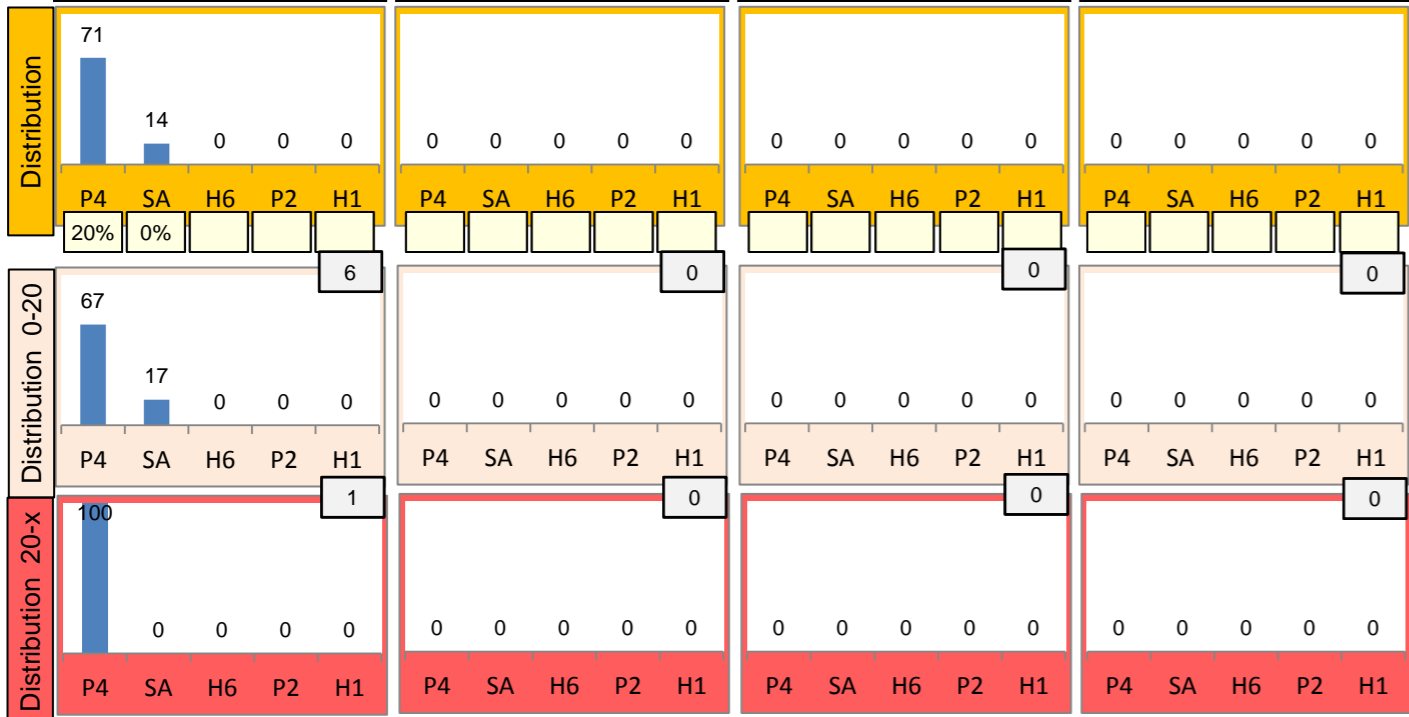 Distribution
71
14
0 0 0
0 0 0 0 0
0 0 0 0 0
0 0 0 0 0
P4 SA H6 P2 H1
P4 SA H6 P2 H1
P4 SA H6 P2 H1
P4 SA H6 P2 H1
20% 0%
6
0
0
0
Distribution 0-20
67
17
0 0 0
0 0 0 0 0
0 0 0 0 0
0 0 0 0 0
P4 SA H6 P2 H1
P4 SA H6 P2 H1
P4 SA H6 P2 H1
P4 SA H6 P2 H1
1
0
0
0
Distribution 20-x
100
0 0 0 0
0 0 0 0 0
0 0 0 0 0
0 0 0 0 0
P4 SA H6 P2 H1
P4 SA H6 P2 H1
P4 SA H6 P2 H1
P4 SA H6 P2 H1